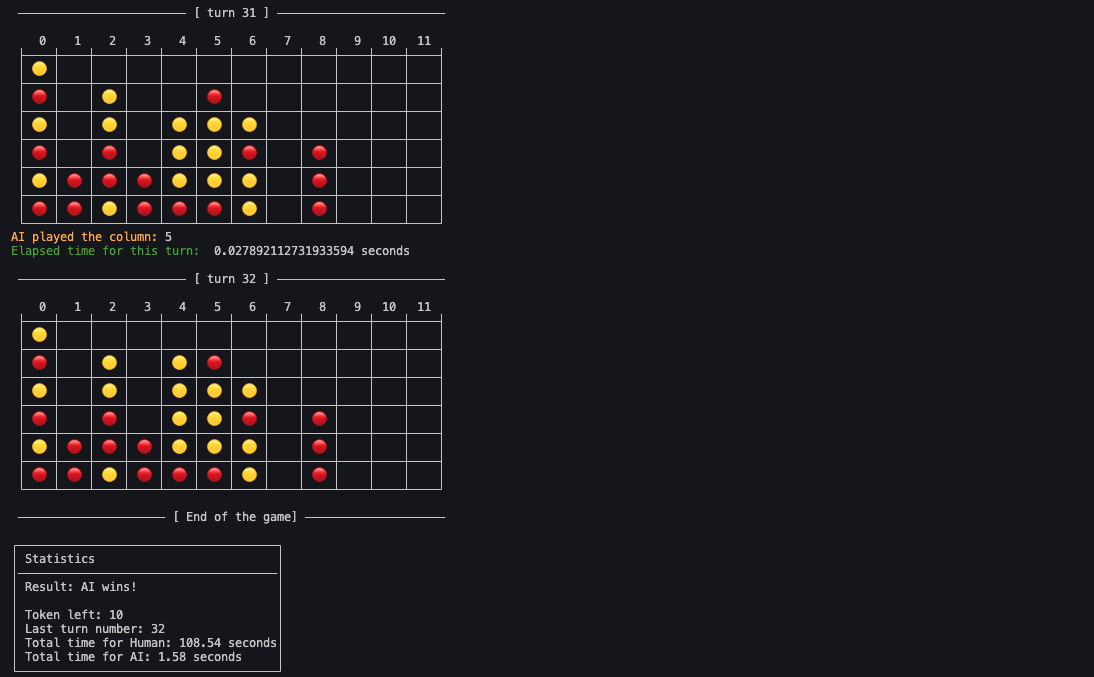 [ turn 31 ]
0 1 2 3 4 5 6 7 8 9 10 11
AI played the column: 5
Elapsed time for this turn: 0.027892112731933594 seconds
[ turn 32 ]
0 1 2 3 4 5 6 7 8 9 10 11
[ End of the game]
Statistics
Result: AI wins!
Token left: 10
Last turn number: 32
Total time for Human: 108.54 seconds
Total time for AI: 1.58 seconds